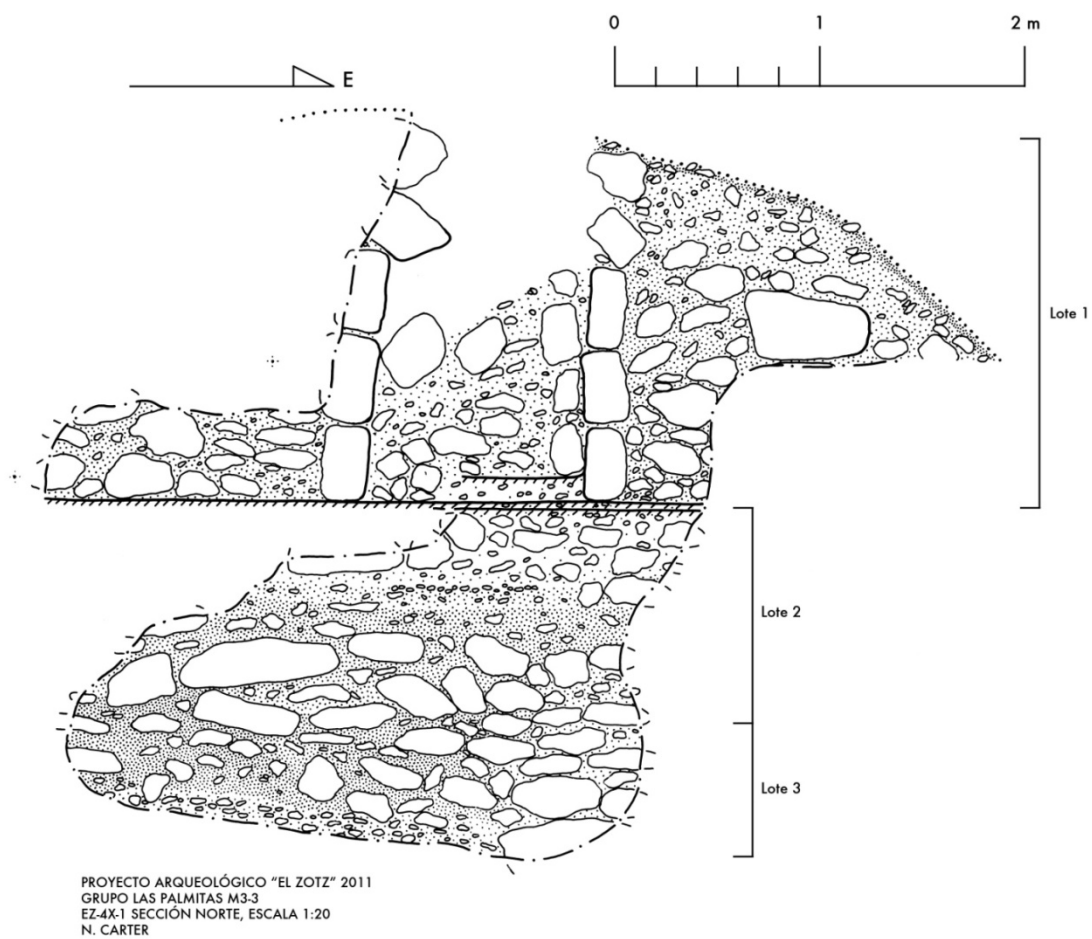 0 1 2 m
E
Lote 1
Lote 2
Lote 3
PROYECTO ARQUEOLÓGICO “EL ZOTZ” 2011
GRUPO LAS PALMITAS M3-3
EZ-4X-1 SECCIÓN NORTE, ESCALA 1:20
N. CARTER